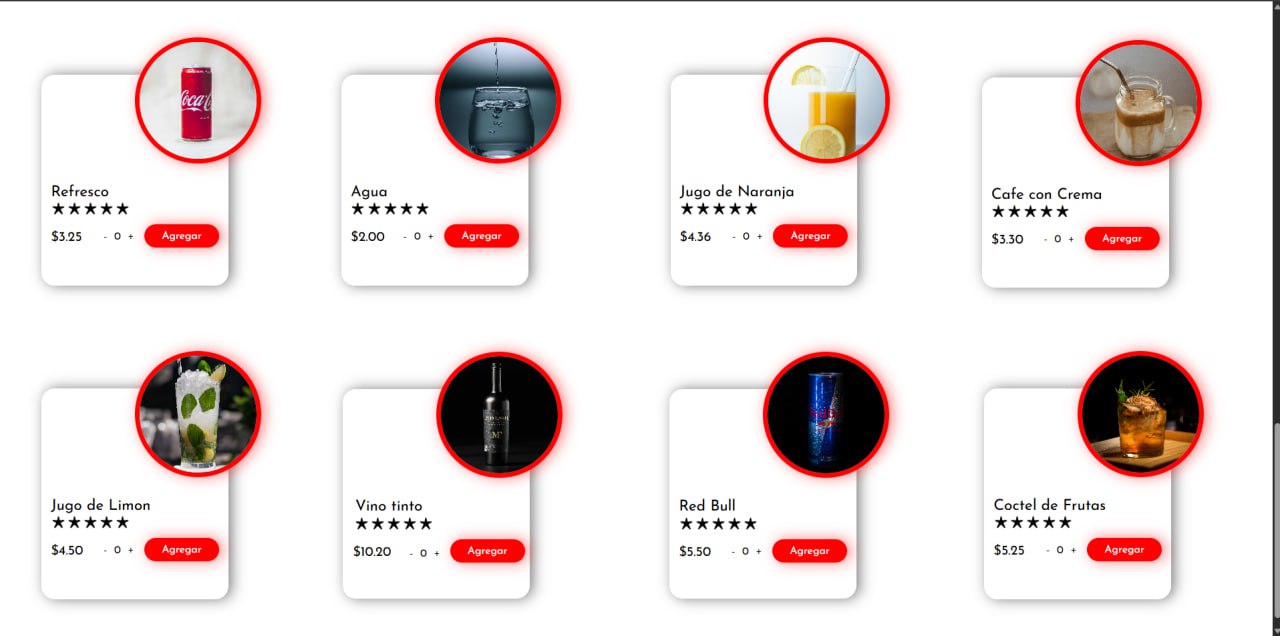 Coca-Cola
Refresco
★★★★★
$3.25 - 0 + Agregar
Agua
★★★★★
$2.00 - 0 + Agregar
Jugo de Naranja
★★★★★
$4.36 - 0 + Agregar
Cafe con Crema
★★★★★
$3.30 - 0 + Agregar
Jugo de Limon
★★★★★
$4.50 - 0 + Agregar
Vino tinto
★★★★★
$10.20 - 0 + Agregar
Red Bull
★★★★★
$5.50 - 0 + Agregar
Coctel de Frutas
★★★★★
$5.25 - 0 + Agregar